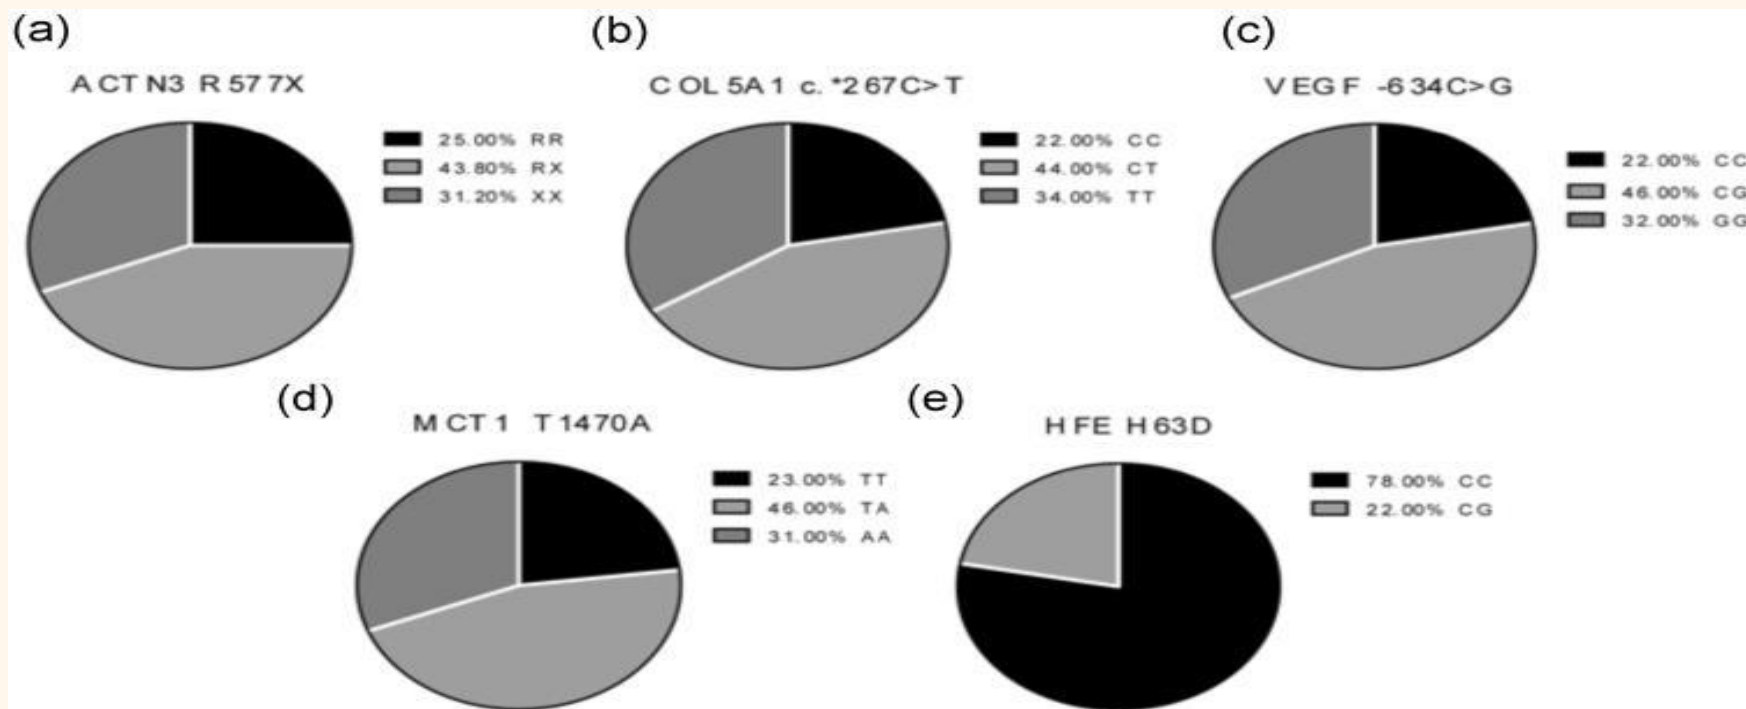 (a)
ACTN3 R577X
25.00% RR
43.80% RX
31.20% XX
(b)
COL5A1 c. *267C>T
22.00% CC
44.00% CT
34.00% TT
(c)
VEGF -634C>G
22.00% CC
46.00% CG
32.00% GG
(d)
MCT1 T1470A
23.00% TT
46.00% TA
31.00% AA
(e)
HFE H63D
78.00% CC
22.00% CG